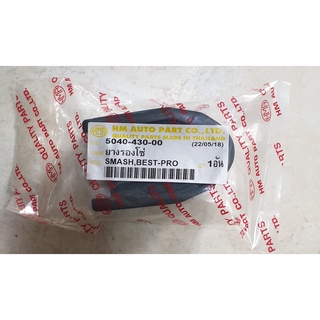 HM AUTO PART CO.,LTD.
QUALITY PARTS MADE IN THAILAND
5040-430-00 (22/05/18)
ยางรองโซ่
SMASH,BEST-PRO 1อัน